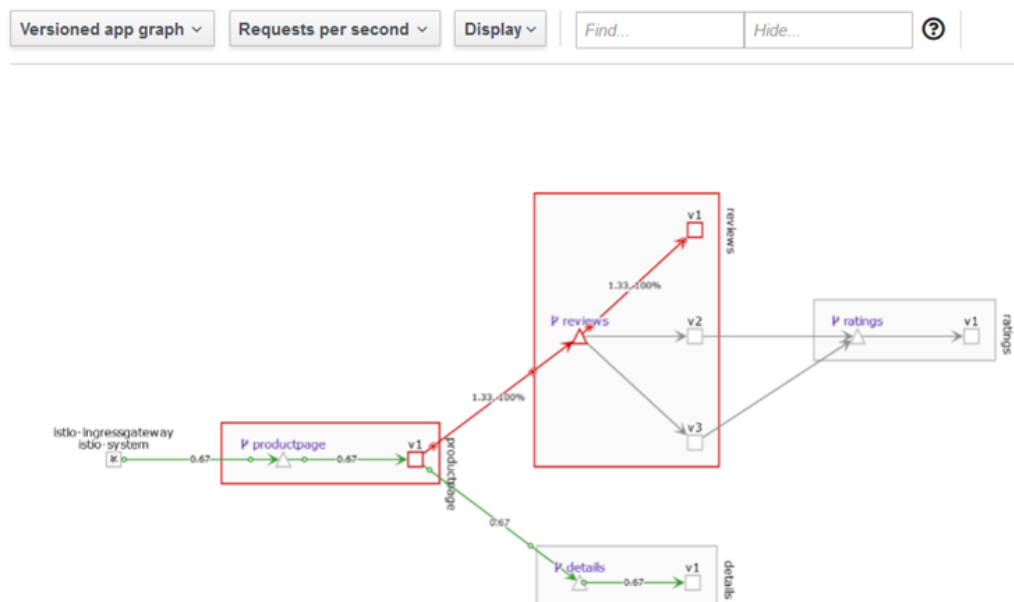 Versioned app graph
Requests per second
Display
Find...
Hide...
?
v1
reviews
1.33, 100%
reviews
v2
ratings
v1
ratings
1.33, 100%
v3
istio-ingressgateway
istio-system
productpage
v1
productpage
0.67
0.67
0.67
details
v1
details
0.67